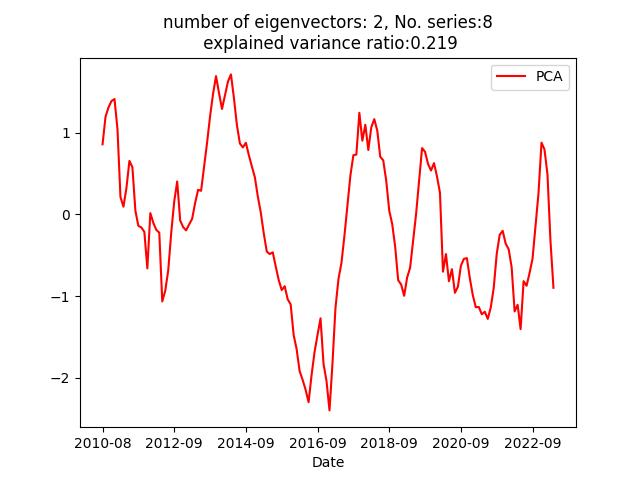 number of eigenvectors: 2, No. series:8
explained variance ratio:0.219
PCA
1
0
−1
−2
2010-08 2012-09 2014-09 2016-09 2018-09 2020-09 2022-09
Date